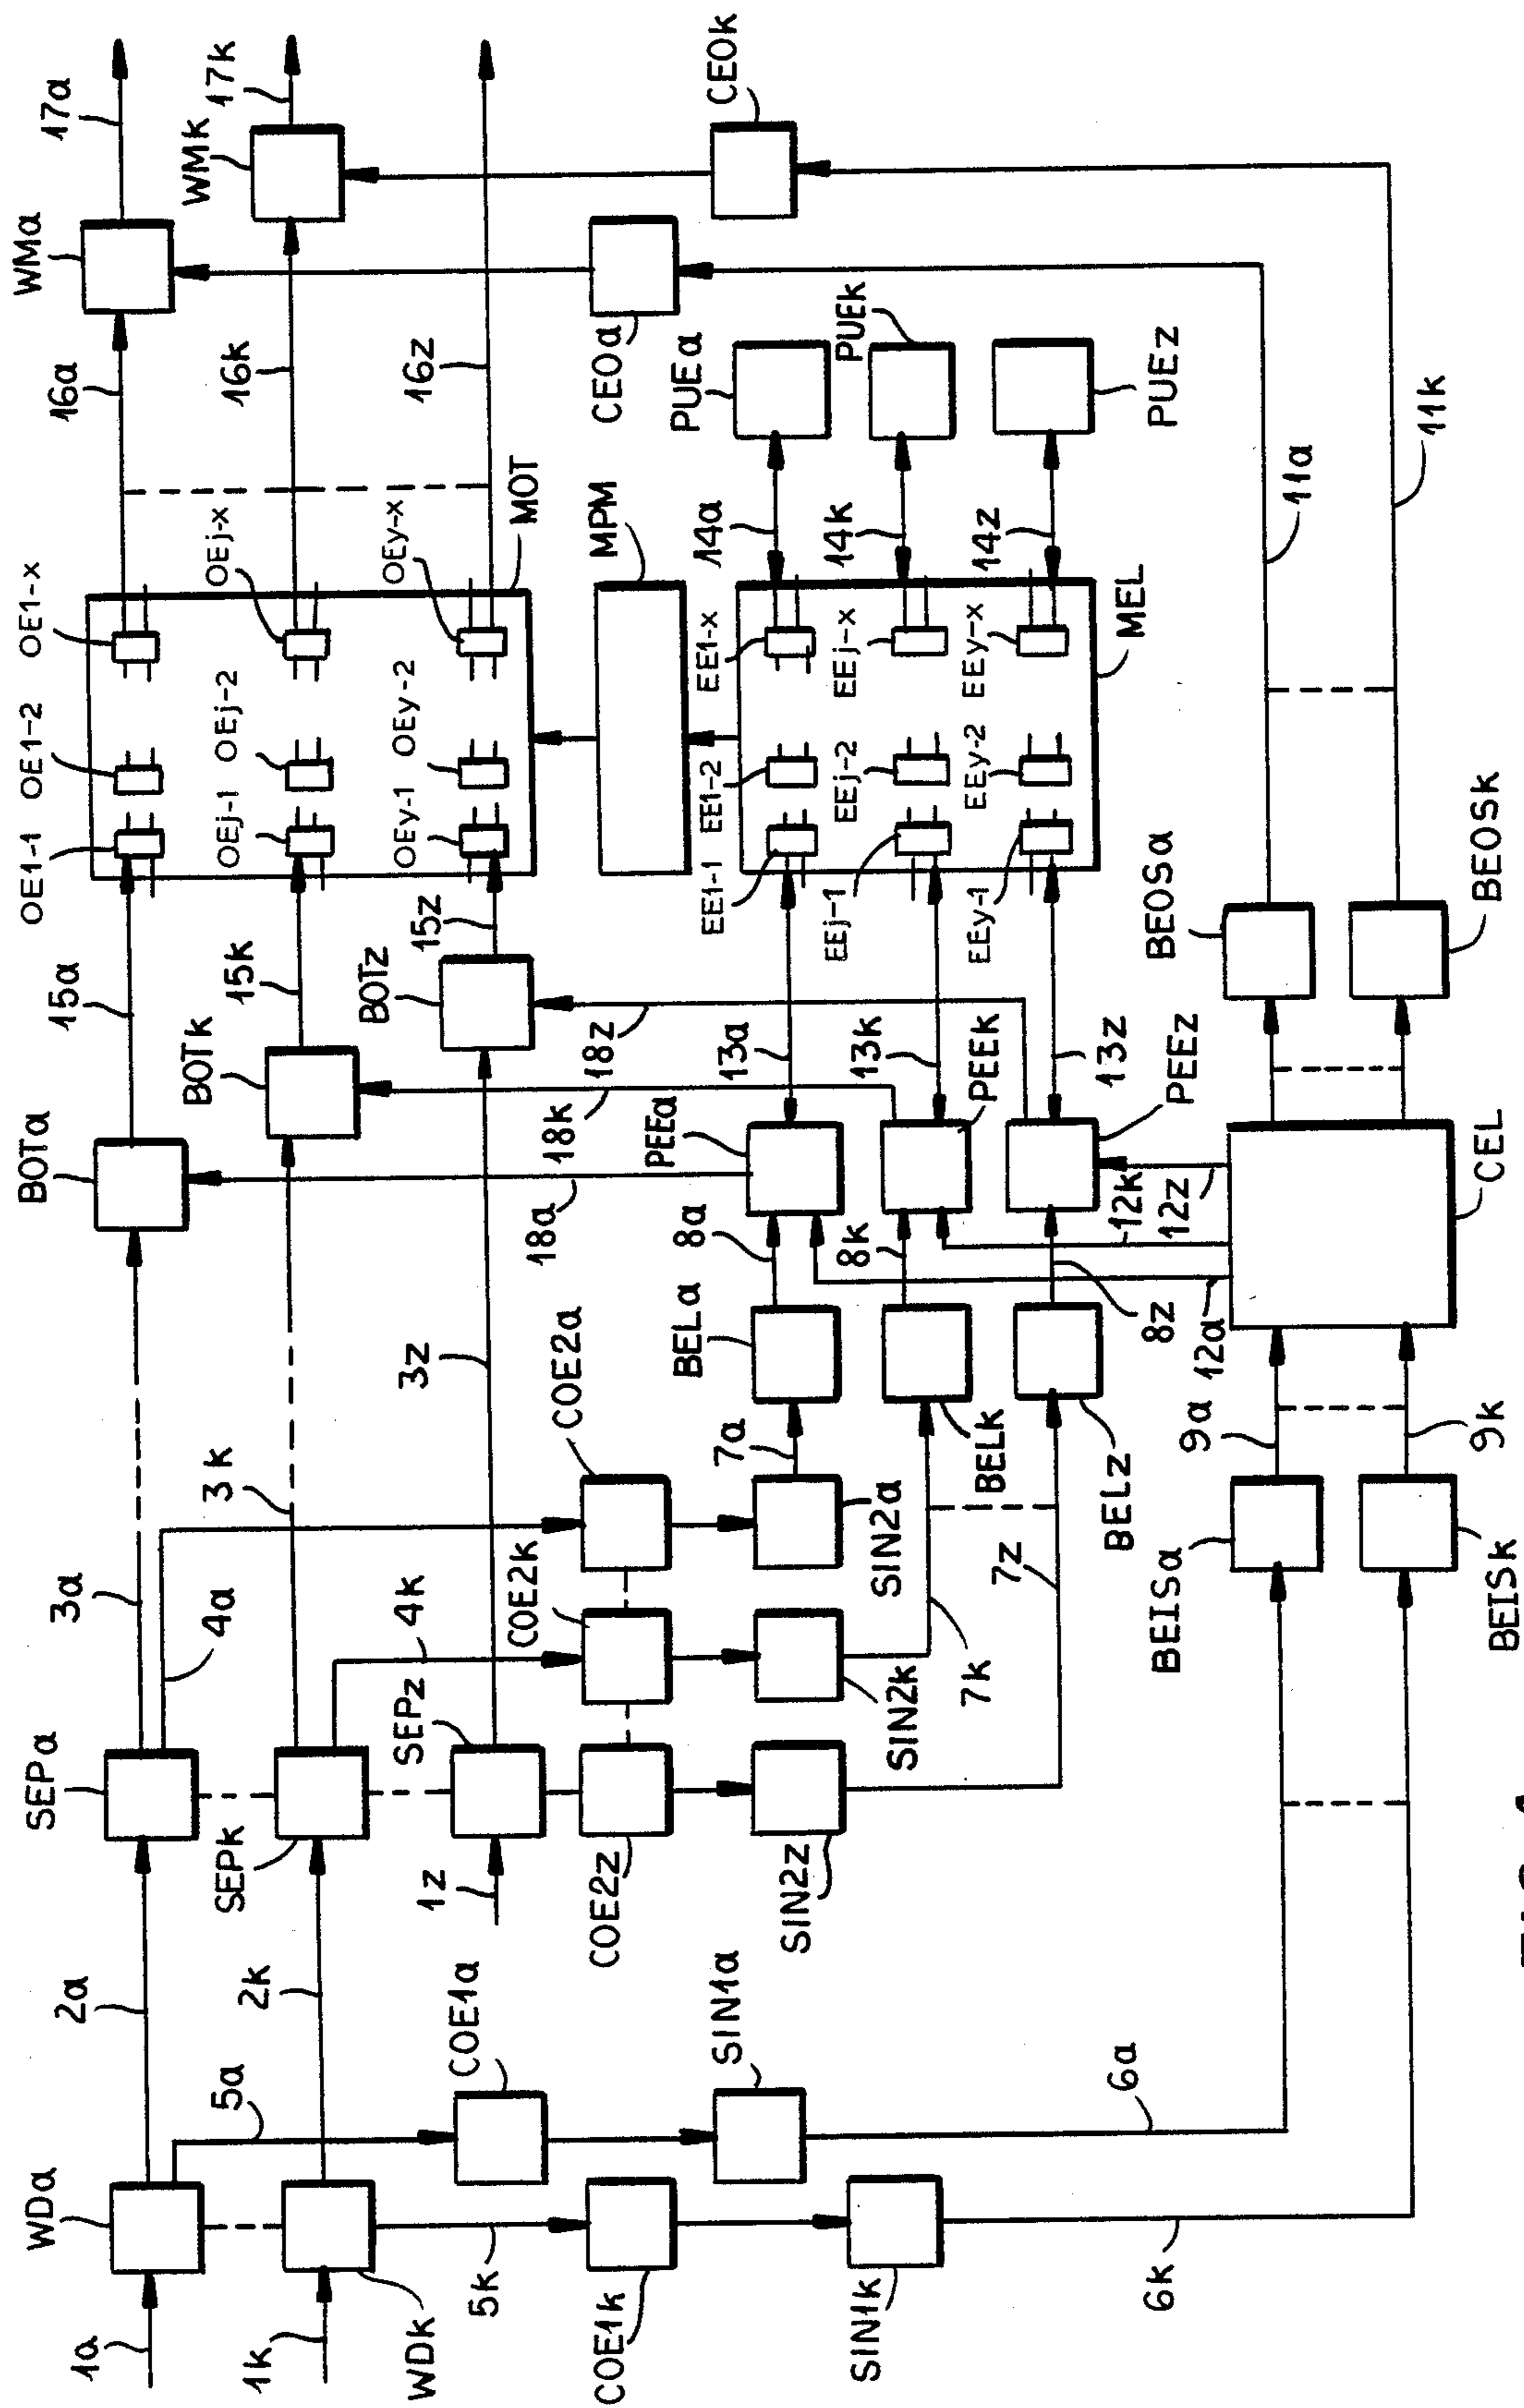 1a
WDa
2a
SEPa
3a
BOTa
15a
OE1-1
OE1-2
OE1-x
16a
WMa
17a
5a
4a
1k
WDk
2k
SEPk
3k
BOTk
15k
OEj-1
OEj-2
OEj-x
16k
WMk
17k
1z
SEPz
3z
BOTz
15z
OEy-1
OEy-2
OEy-x
16z
MOT
5k
COE1a
4k
18a
18k
18z
MPM
COE1k
COE2z
COE2k
COE2a
CEOa
CEOk
SIN1a
SIN1k
SIN2z
SIN2k
SIN2a
7a
BELa
8a
PEEa
13a
EE1-1
EE1-2
EE1-x
14a
PUEa
7k
BELk
8k
PEEk
13k
EEj-1
EEj-2
EEj-x
14k
PUEk
7z
BELz
8z
PEEz
13z
EEy-1
EEy-2
EEy-x
14z
PUEz
MEL
12a
12k
12z
6a
BEISa
9a
CEL
BEOSa
11a
6k
BEISk
9k
BEOSk
11k